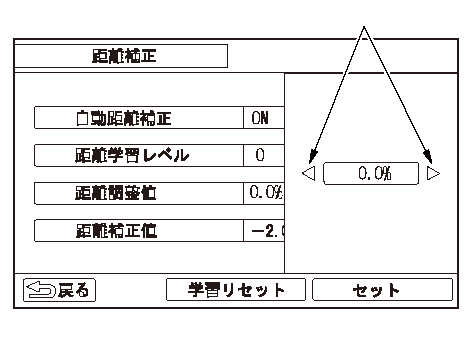 距離補正
自動距離補正 ON
距離学習レベル 0
距離調整値 0.0%
距離補正値 −2.0
◁ 0.0% ▷
戻る 学習リセット セット